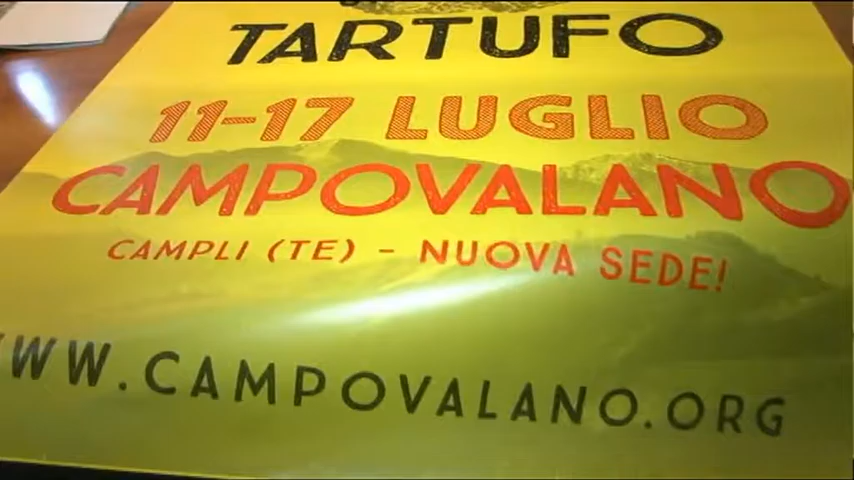 TARTUFO
11-17 LUGLIO
CAMPOVALANO
CAMPLI (TE) - NUOVA SEDE!
WWW.CAMPOVALANO.ORG